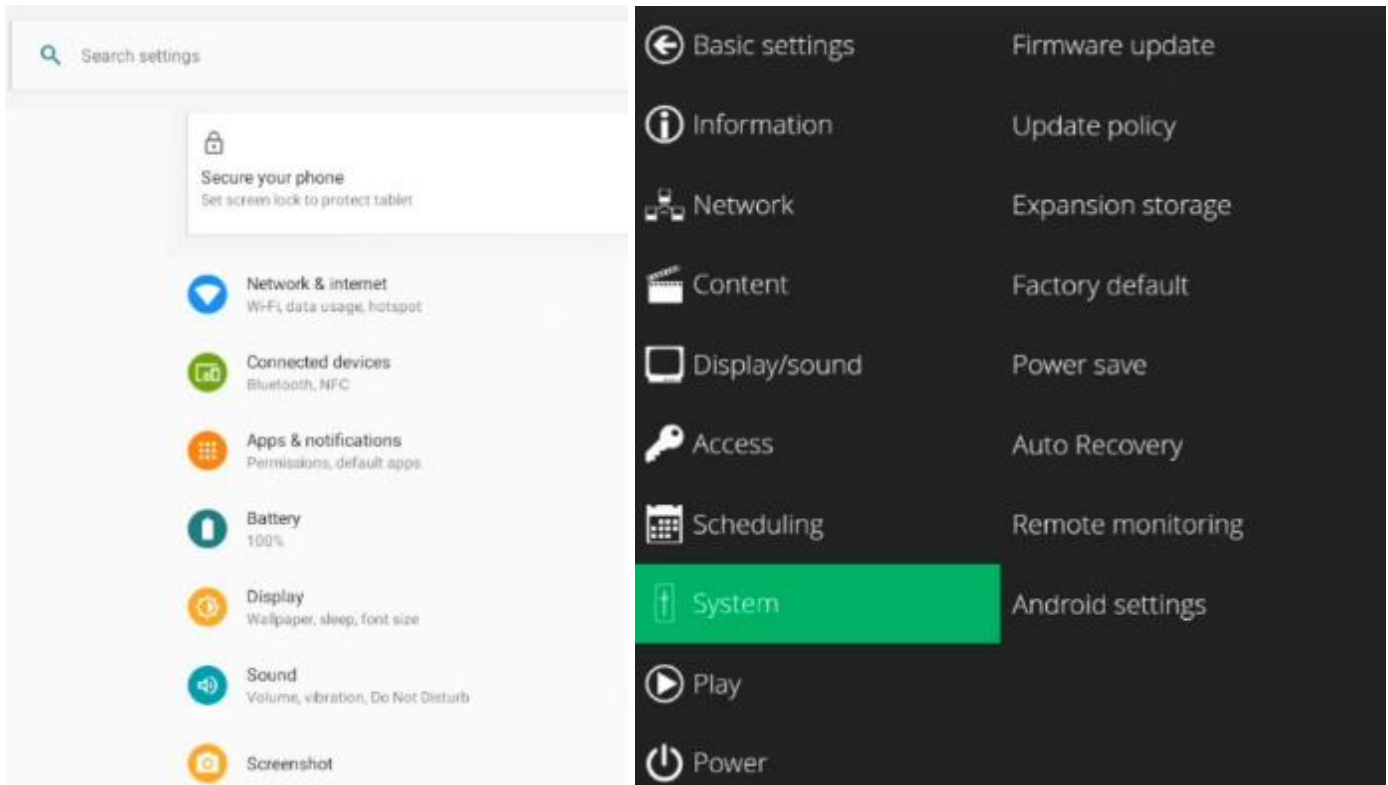 Search settings
Secure your phone
Set screen lock to protect tablet
Network & internet
Wi-Fi, data usage, hotspot
Connected devices
Bluetooth, NFC
Apps & notifications
Permissions, default apps
Battery
100%
Display
Wallpaper, sleep, font size
Sound
Volume, vibration, Do Not Disturb
Screenshot
Basic settings
Information
Network
Content
Display/sound
Access
Scheduling
System
Play
Power
Firmware update
Update policy
Expansion storage
Factory default
Power save
Auto Recovery
Remote monitoring
Android settings